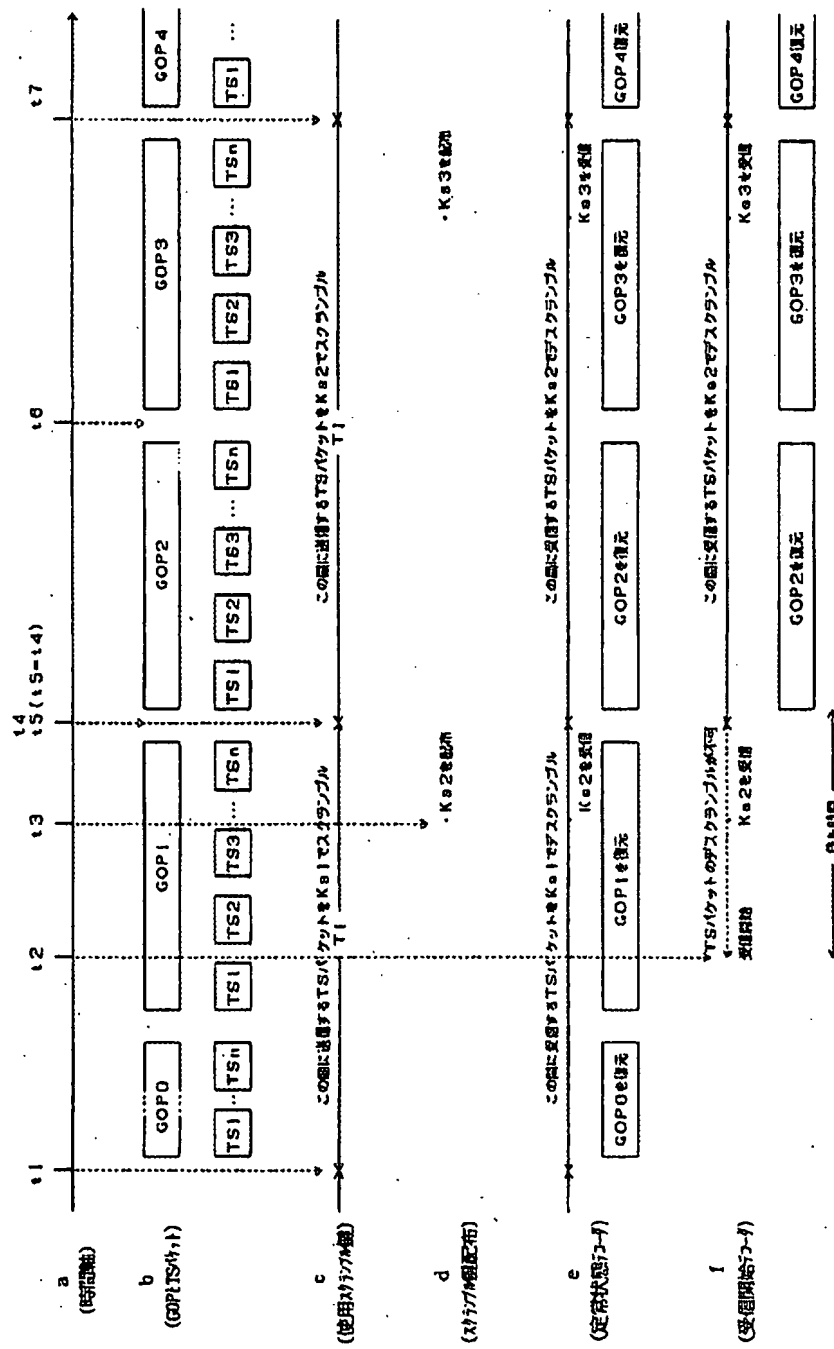 a
(時間軸)
t1
t2
t3
t4
t5(t5=t4)
t6
t7
b
(GOPとTSパケット)
GOP0
GOP1
GOP2
GOP3
GOP4
TS1
…
TSn
TS1
TS2
TS3
…
TSn
TS1
TS2
TS3
…
TSn
TS1
TS2
TS3
…
TSn
TS1
…
c
(使用スクランブル鍵)
この間に送信するTSパケットをKs1でスクランブル
T1
この間に送信するTSパケットをKs2でスクランブル
T1
d
(スクランブル鍵配布)
・Ks2を配布
・Ks3を配布
e
(定常状態デコーダ)
この間に受信するTSパケットをKs1でデスクランブル
Ks2を受信
この間に受信するTSパケットをKs2でデスクランブル
Ks3を受信
GOP0を復元
GOP1を復元
GOP2を復元
GOP3を復元
GOP4復元
f
(受信開始デコーダ)
TSパケットのデスクランブルが不可
受信開始
Ks2を受信
この間に受信するTSパケットをKs2でデスクランブル
Ks3を受信
GOP2を復元
GOP3を復元
GOP4復元